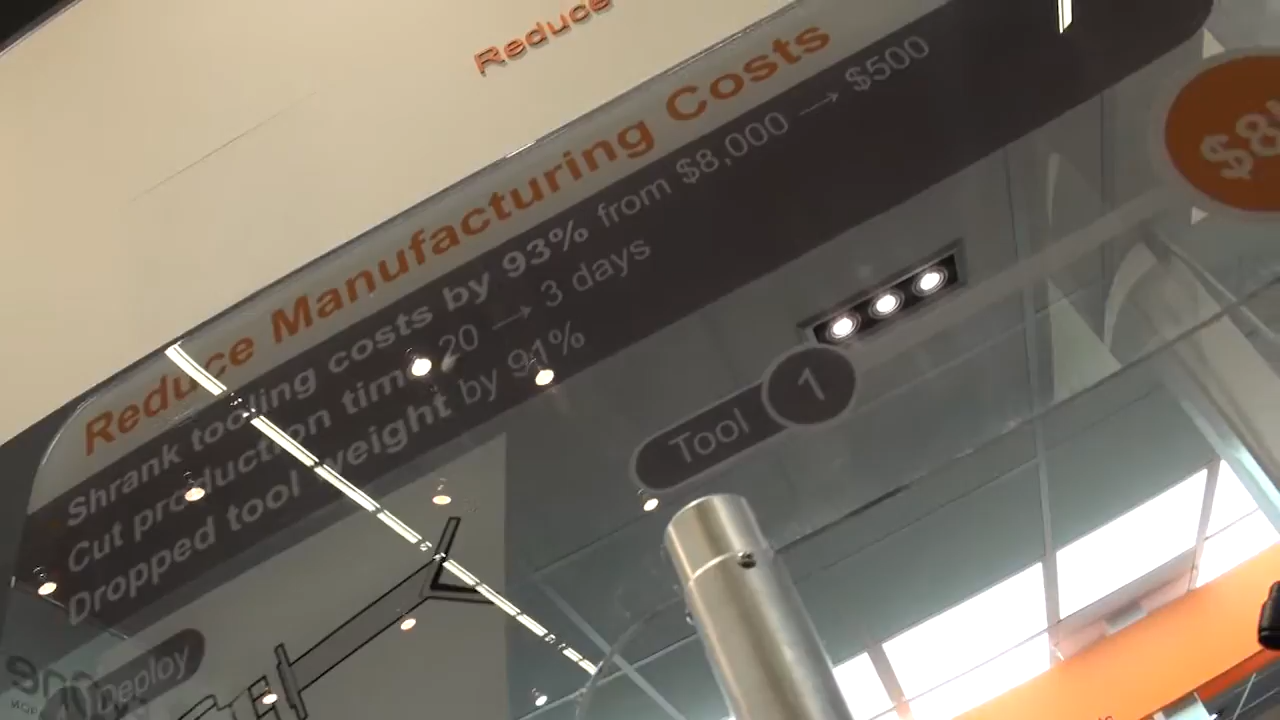 Reduce
Reduce Manufacturing Costs
Shrank tooling costs by 93% from $8,000 → $500
Cut production time 20 → 3 days
Dropped tool weight by 91%
Tool 1
Deploy